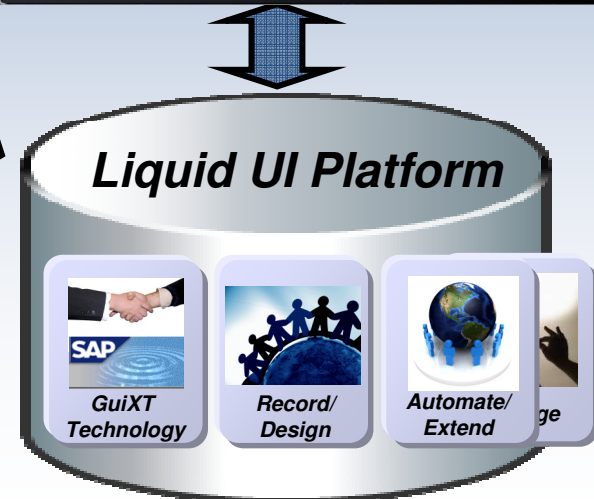 Liquid UI Platform
SAP
GuiXT
Technology
Record/
Design
Automate/
Extend